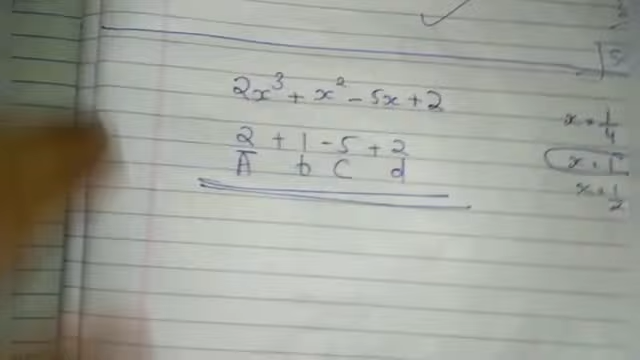 2x³ + x² - 5x + 2
2 + 1 - 5 + 2
A b c d
x = 1/4
x = 1
x = 1/2